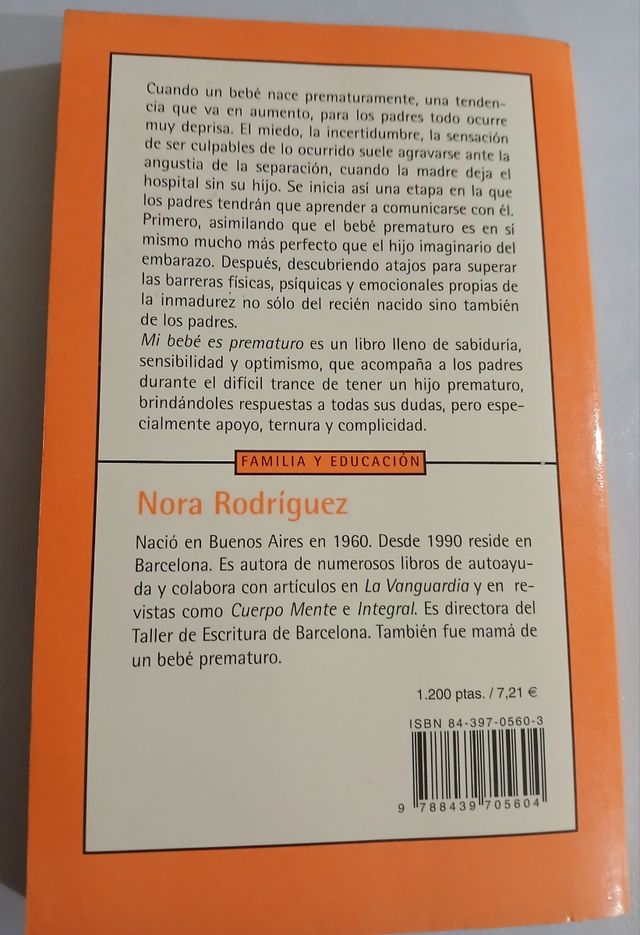 Cuando un bebé nace prematuramente, una tenden-
cia que va en aumento, para los padres todo ocurre
muy deprisa. El miedo, la incertidumbre, la sensación
de ser culpables de lo ocurrido suele agravarse ante la
angustia de la separación, cuando la madre deja el
hospital sin su hijo. Se inicia así una etapa en la que
los padres tendrán que aprender a comunicarse con él.
Primero, asimilando que el bebé prematuro es en sí
mismo mucho más perfecto que el hijo imaginario del
embarazo. Después, descubriendo atajos para superar
las barreras físicas, psíquicas y emocionales propias de
la inmadurez no sólo del recién nacido sino también
de los padres.
Mi bebé es prematuro es un libro lleno de sabiduría,
sensibilidad y optimismo, que acompaña a los padres
durante el difícil trance de tener un hijo prematuro,
brindándoles respuestas a todas sus dudas, pero espe-
cialmente apoyo, ternura y complicidad.
FAMILIA Y EDUCACIÓN
Nora Rodríguez
Nació en Buenos Aires en 1960. Desde 1990 reside en
Barcelona. Es autora de numerosos libros de autoayu-
da y colabora con artículos en La Vanguardia y en re-
vistas como Cuerpo Mente e Integral. Es directora del
Taller de Escritura de Barcelona. También fue mamá de
un bebé prematuro.
1.200 ptas. / 7,21 €
ISBN 84-397-0560-3
9 788439 705604